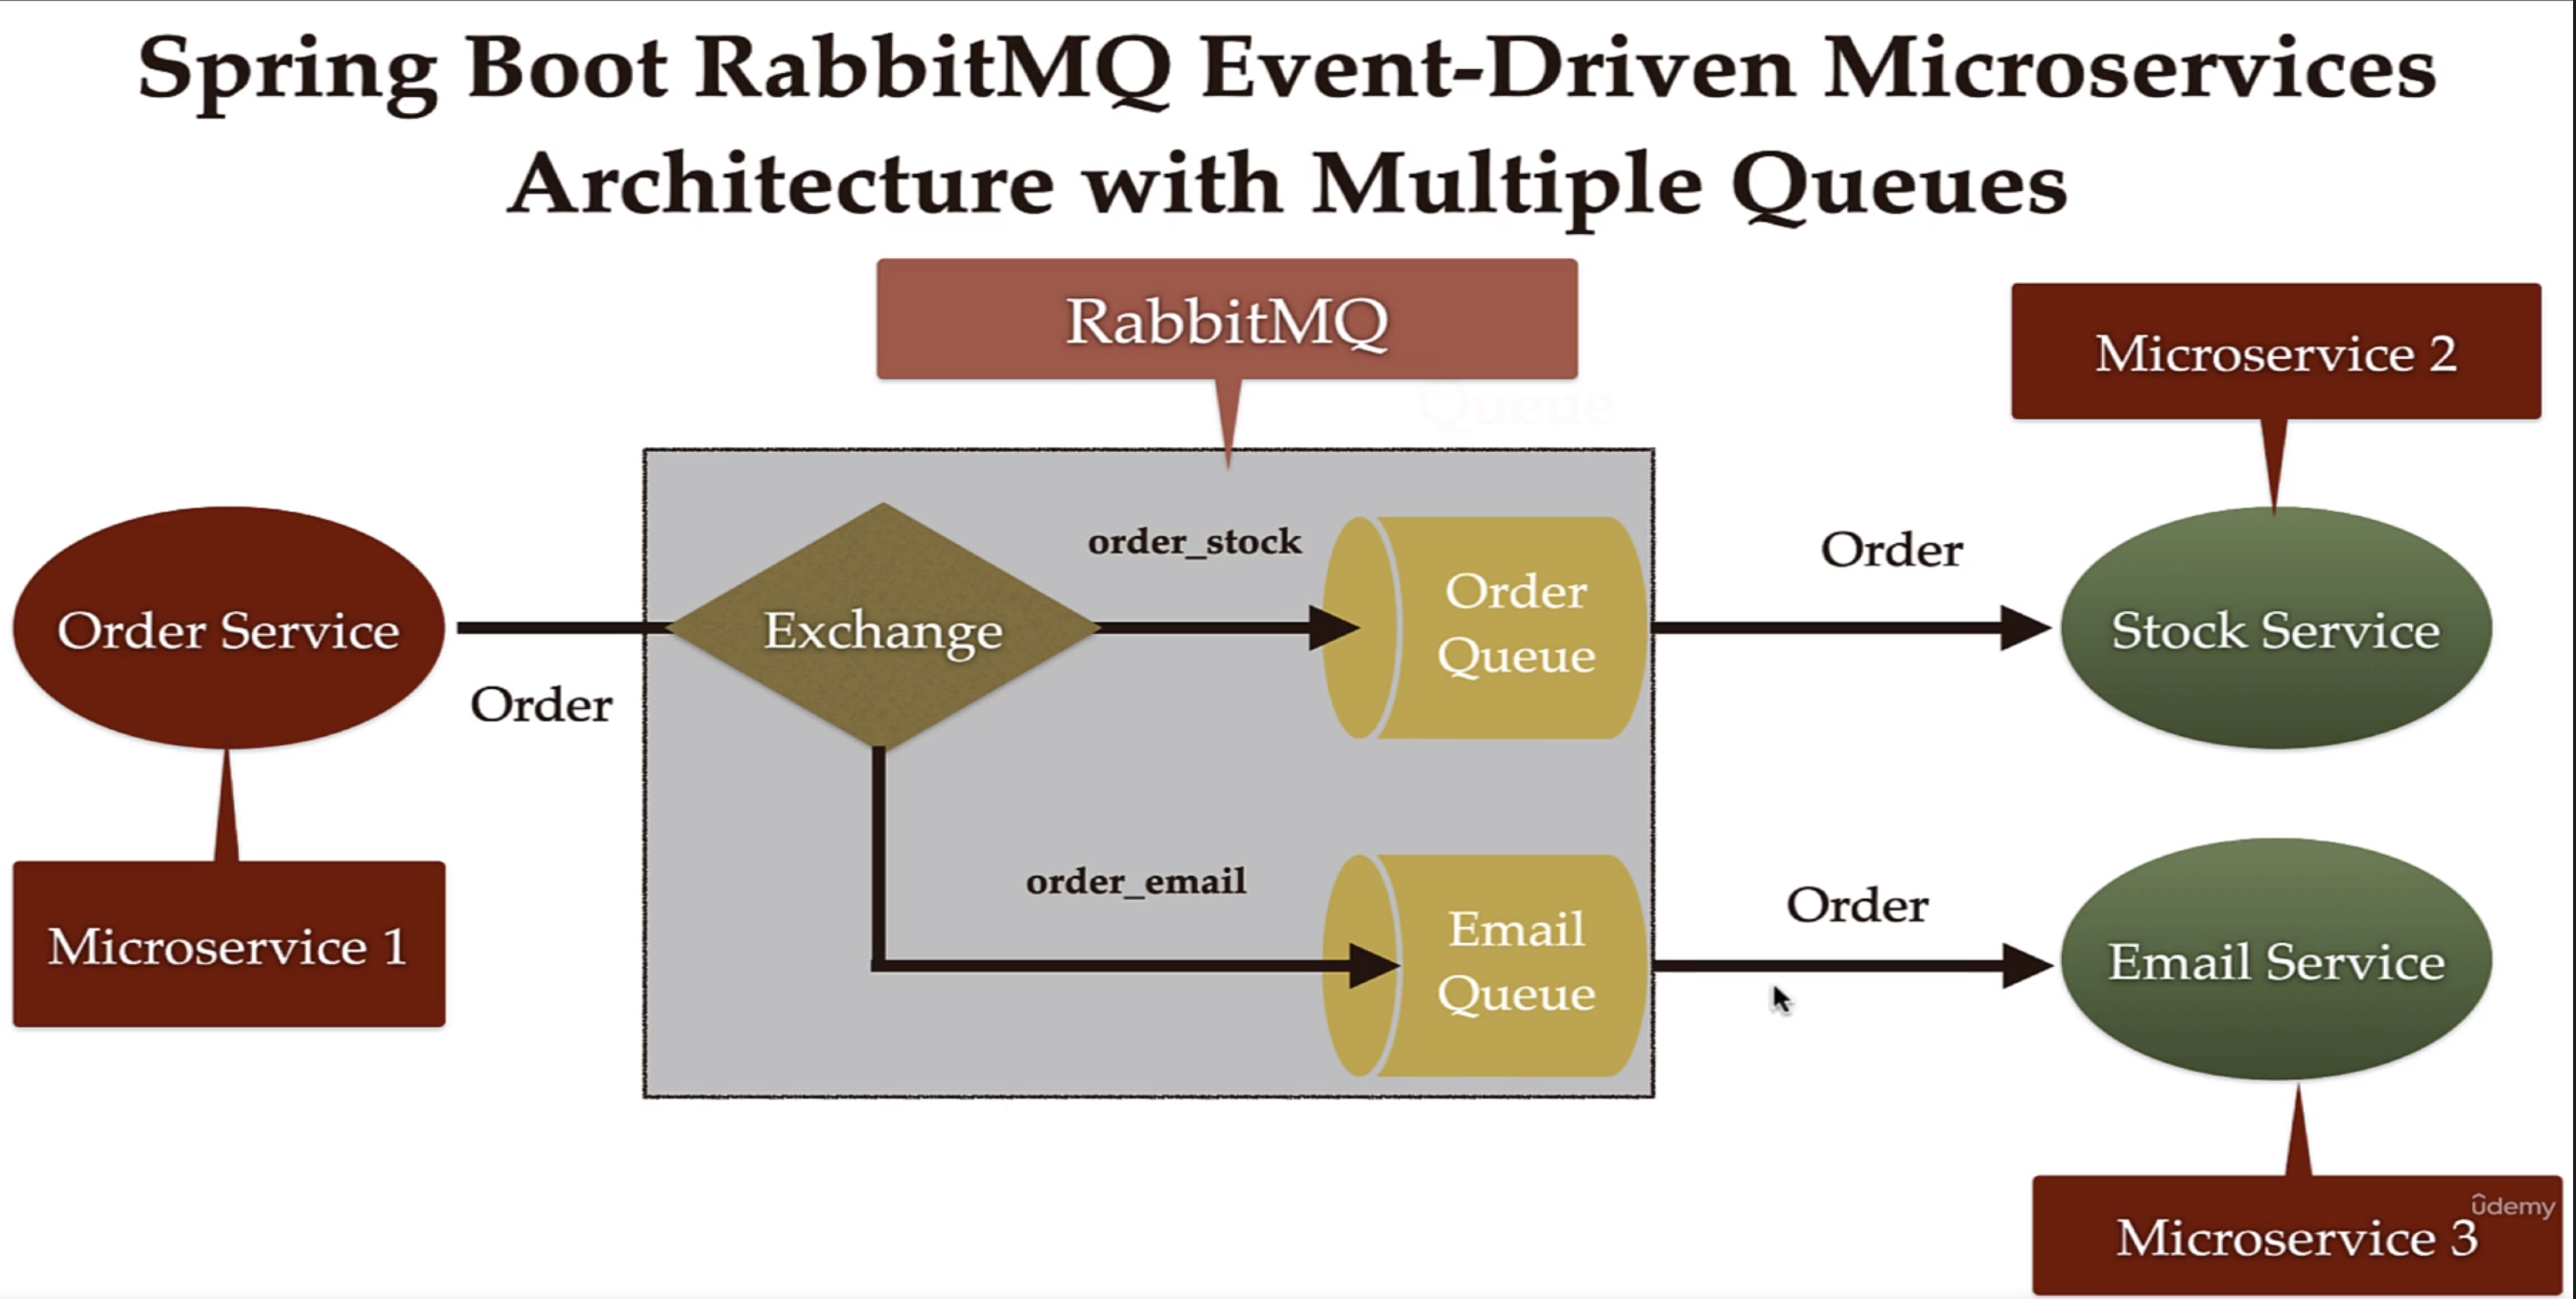 Spring Boot RabbitMQ Event-Driven Microservices
Architecture with Multiple Queues
RabbitMQ
Queue
Microservice 2
order_stock
Order
Queue
Order
Order Service
Exchange
Stock Service
Order
Microservice 1
order_email
Email
Queue
Order
Email Service
ûdemy
Microservice 3